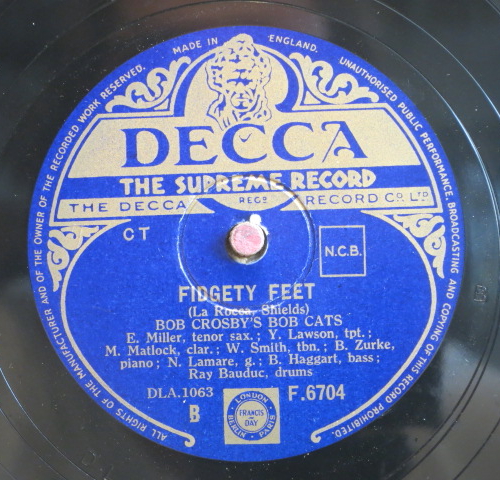 ALL RIGHTS OF THE MANUFACTURER AND OF THE OWNER OF THE RECORDED WORK RESERVED.
MADE IN ENGLAND.
UNAUTHORISED PUBLIC PERFORMANCE, BROADCASTING AND COPYING OF THIS RECORD PROHIBITED.
DECCA
THE SUPREME RECORD
THE DECCA REGD RECORD CO. LTD
CT
N.C.B.
FIDGETY FEET
(La Rocca, Shields)
BOB CROSBY'S BOB CATS
E. Miller, tenor sax.; Y. Lawson, tpt.;
M. Matlock, clar.; W. Smith, tbn.; B. Zurke,
piano; N. Lamare, g.; B. Haggart, bass;
Ray Bauduc, drums
DLA.1063 F.6704
B
LONDON
FRANCIS
DAY
BERLIN PARIS